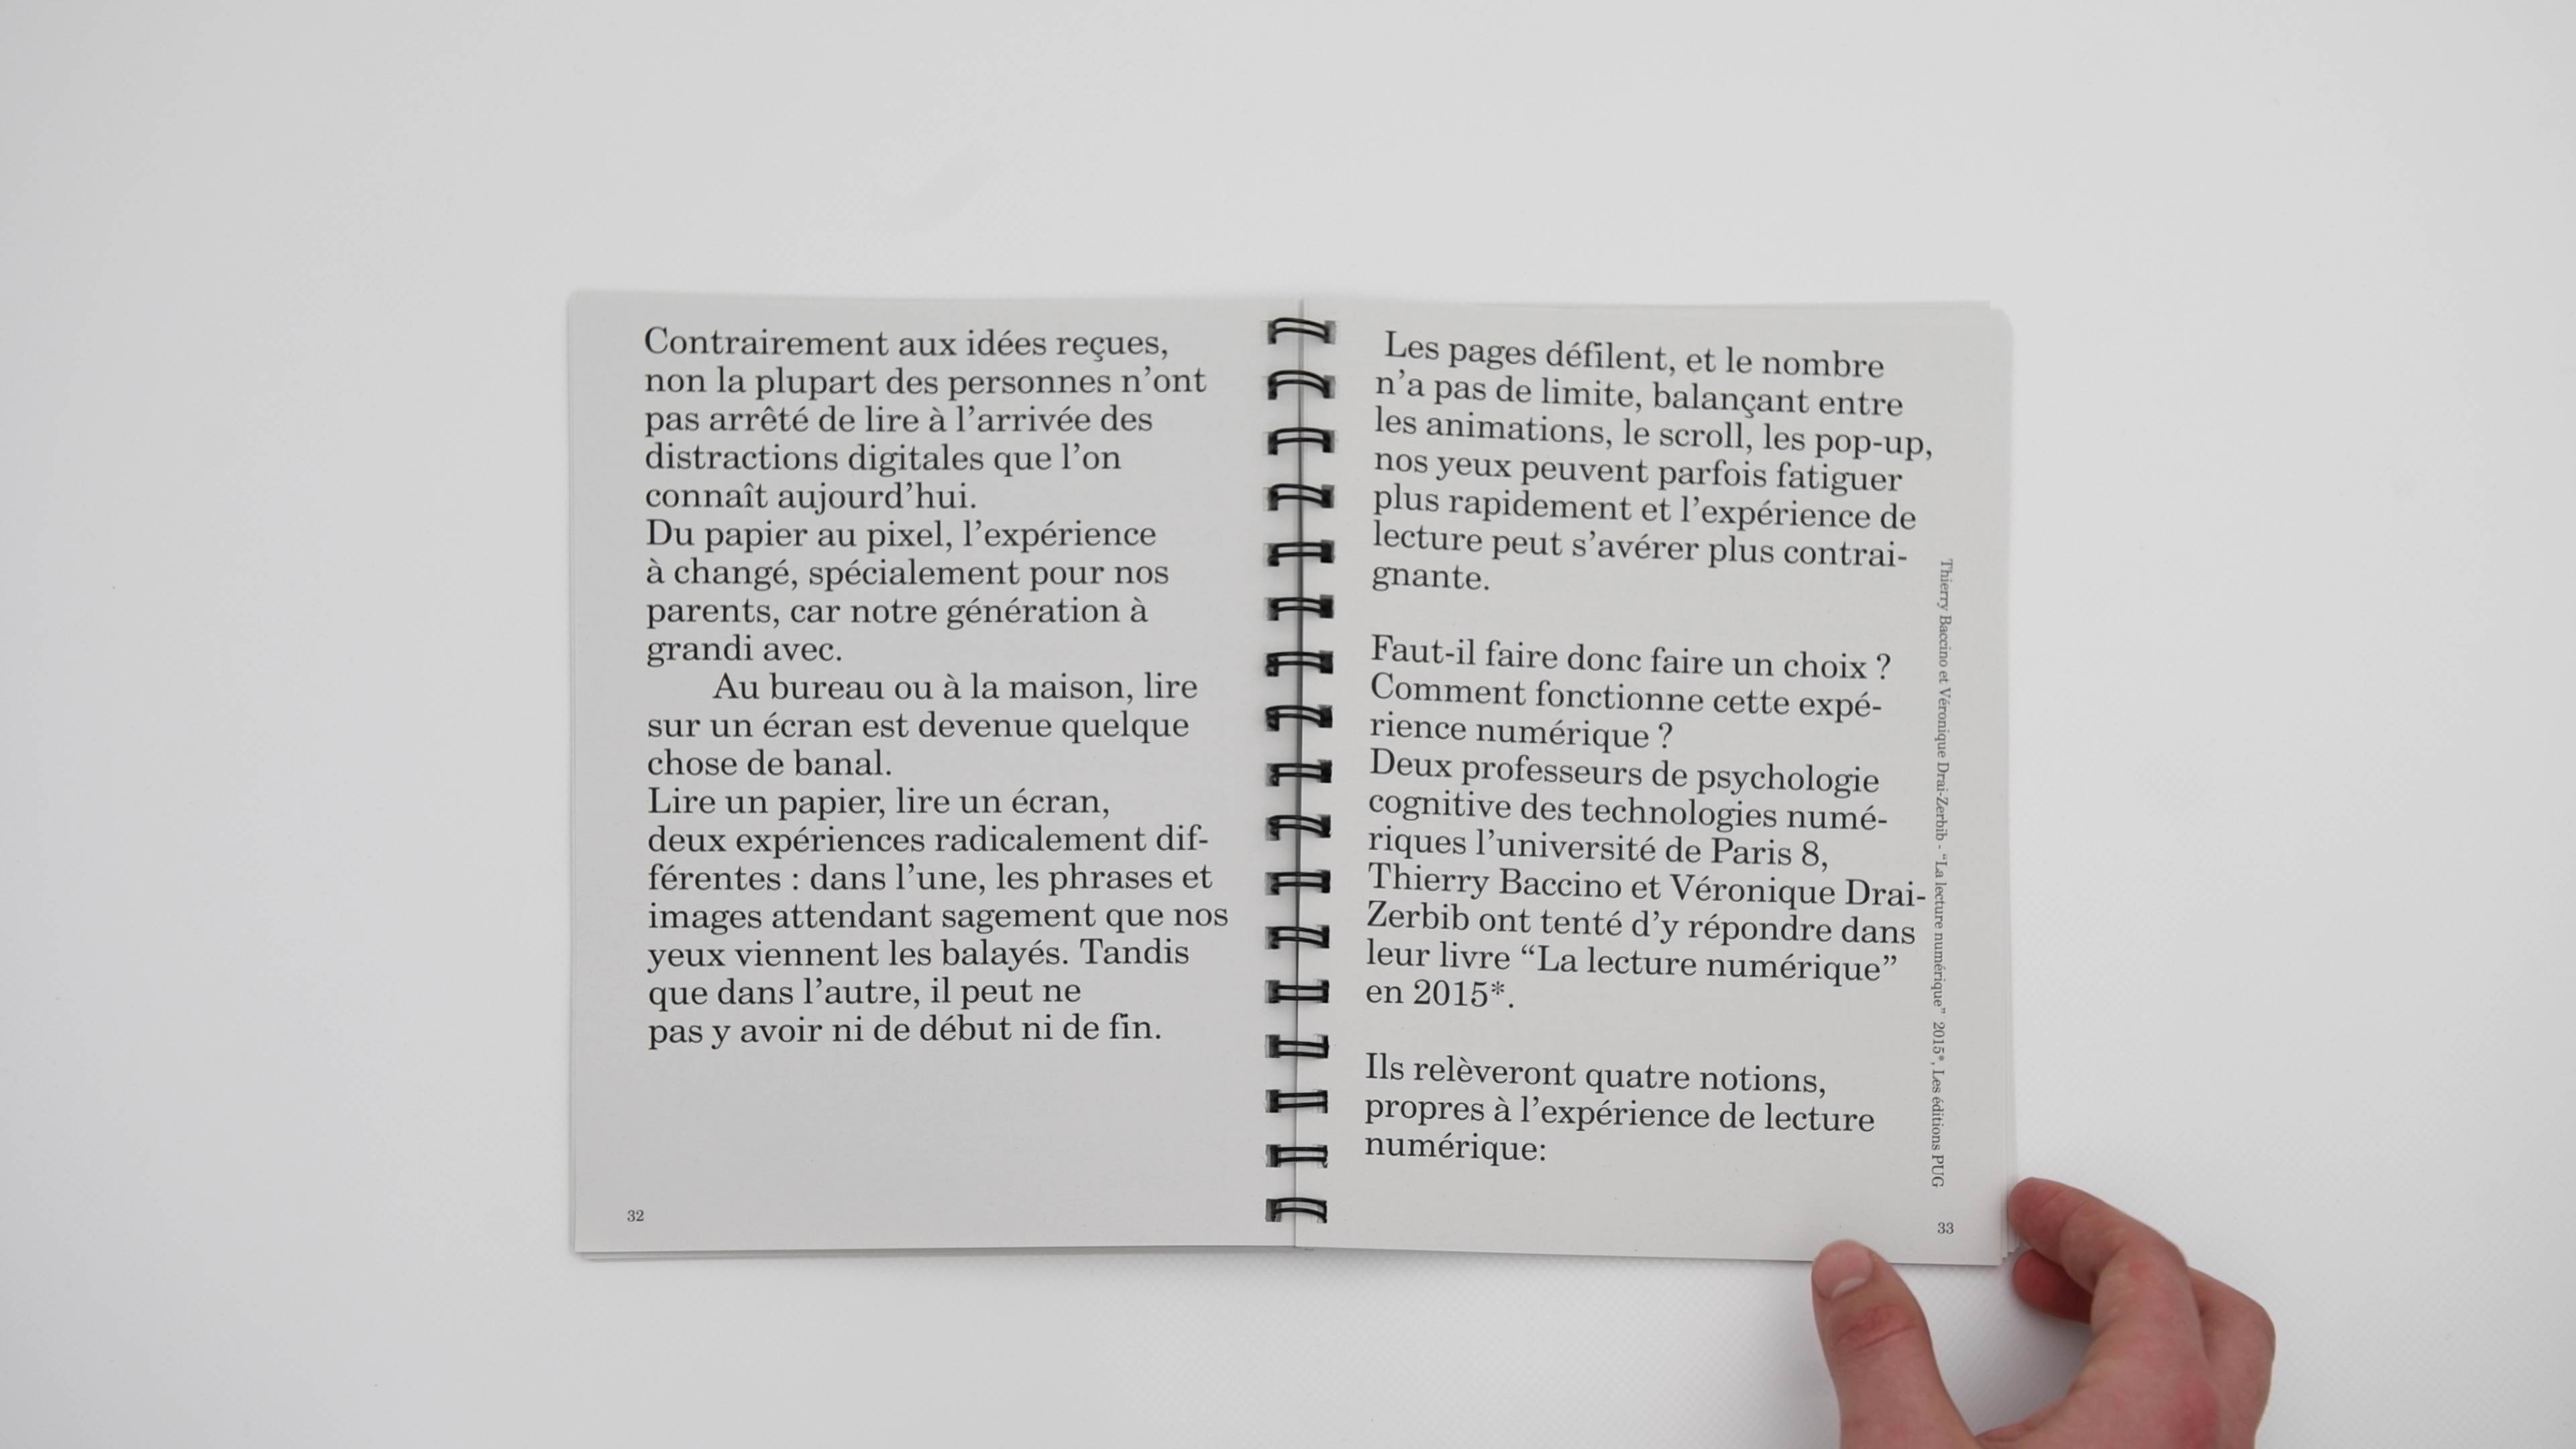 Contrairement aux idées reçues,
non la plupart des personnes n’ont
pas arrêté de lire à l’arrivée des
distractions digitales que l’on
connaît aujourd’hui.
Du papier au pixel, l’expérience
à changé, spécialement pour nos
parents, car notre génération à
grandi avec.
Au bureau ou à la maison, lire
sur un écran est devenue quelque
chose de banal.
Lire un papier, lire un écran,
deux expériences radicalement dif-
férentes : dans l’une, les phrases et
images attendant sagement que nos
yeux viennent les balayés. Tandis
que dans l’autre, il peut ne
pas y avoir ni de début ni de fin.
32
Les pages défilent, et le nombre
n’a pas de limite, balançant entre
les animations, le scroll, les pop-up,
nos yeux peuvent parfois fatiguer
plus rapidement et l’expérience de
lecture peut s’avérer plus contrai-
gnante.
Faut-il faire donc faire un choix ?
Comment fonctionne cette expé-
rience numérique ?
Deux professeurs de psychologie
cognitive des technologies numé-
riques l’université de Paris 8,
Thierry Baccino et Véronique Drai-
Zerbib ont tenté d’y répondre dans
leur livre “La lecture numérique”
en 2015*.
Ils relèveront quatre notions,
propres à l’expérience de lecture
numérique:
Thierry Baccino et Véronique Drai-Zerbib - “La lecture numérique” 2015*, Les éditions PUG
33